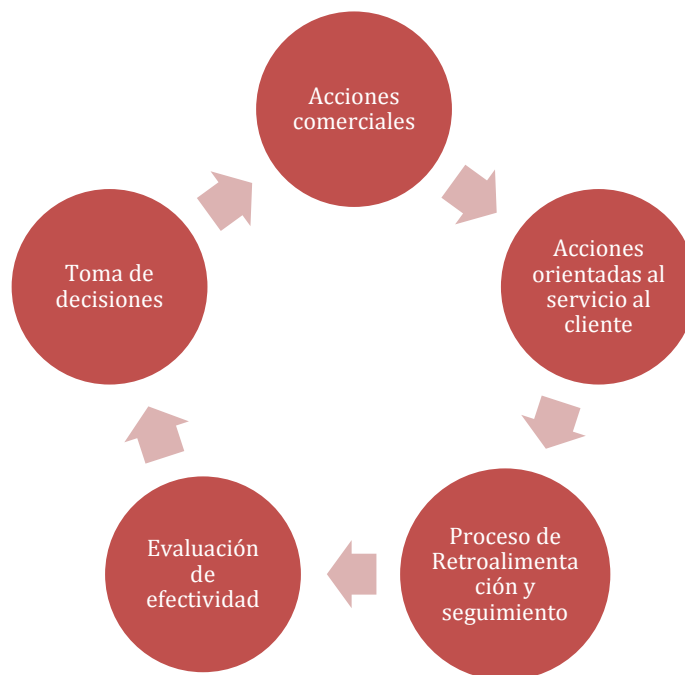 Acciones
comerciales
Acciones
orientadas al
servicio al
cliente
Proceso de
Retroalimenta
ción y
seguimiento
Evaluación
de
efectividad
Toma de
decisiones